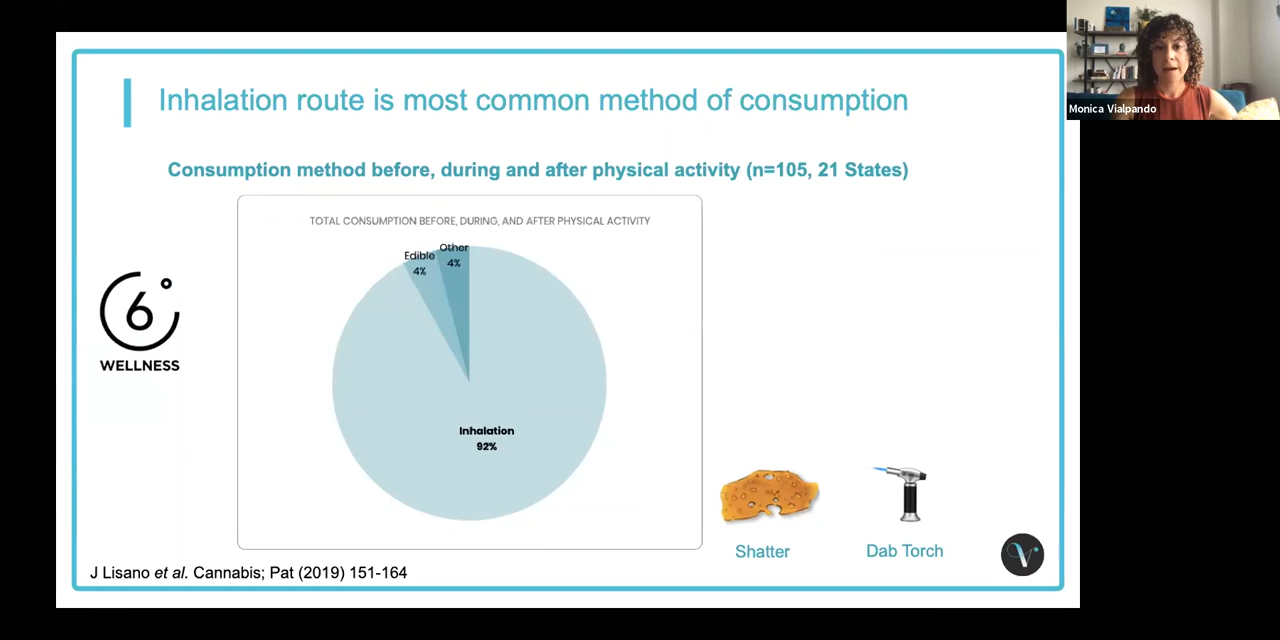 Inhalation route is most common method of consumption
Monica Vialpando
Consumption method before, during and after physical activity (n=105, 21 States)
TOTAL CONSUMPTION BEFORE, DURING, AND AFTER PHYSICAL ACTIVITY
Edible
4%
Other
4%
6°
WELLNESS
Inhalation
92%
Shatter
Dab Torch
V
J Lisano et al. Cannabis; Pat (2019) 151-164